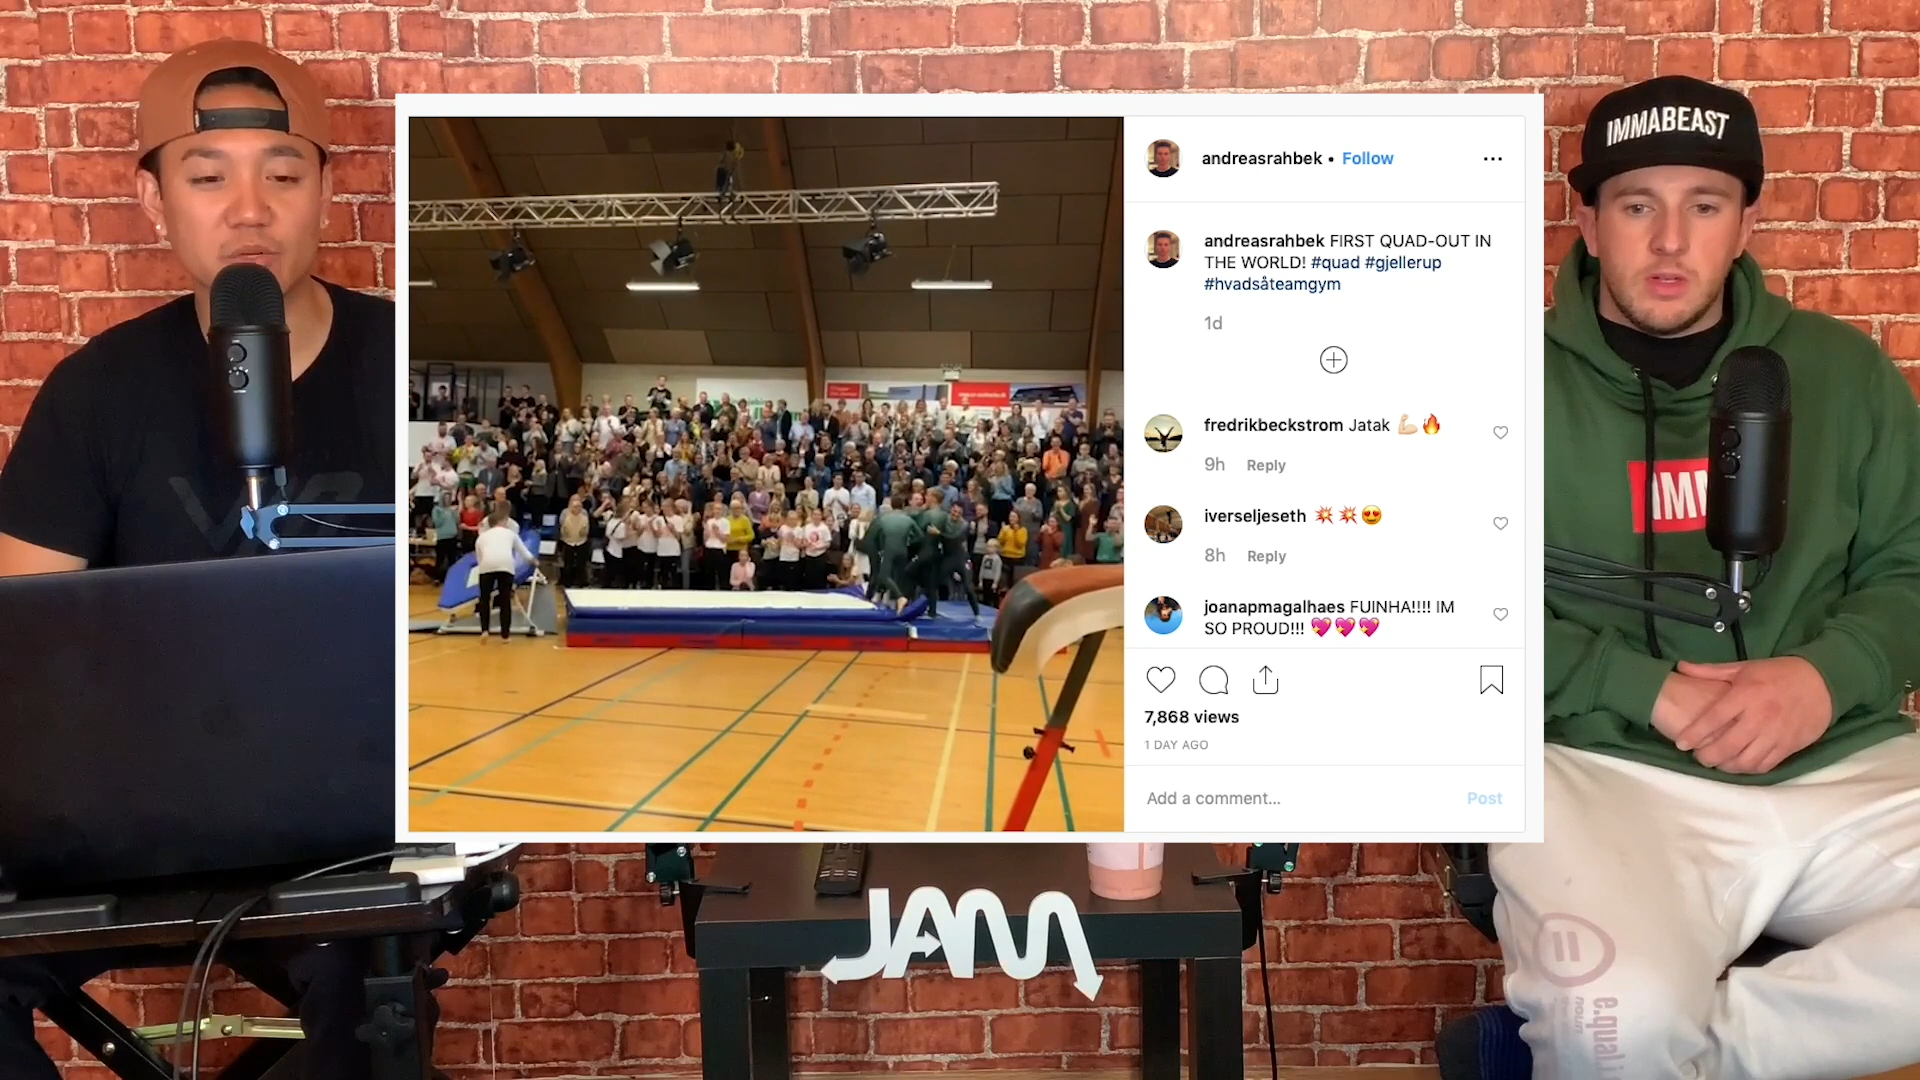 IMMABEAST
andreasrahbek • Follow
andreasrahbek FIRST QUAD-OUT IN
THE WORLD! #quad #gjellerup
#hvadsåteamgym
1d
fredrikbeckstrom Jatak 💪🏻🔥
9h Reply
iverseljeseth 💥💥😍
8h Reply
joanapmagalhaes FUINHA!!!! IM
SO PROUD!!! 💖💖💖
7,868 views
1 DAY AGO
Add a comment... Post
IMM
JAM